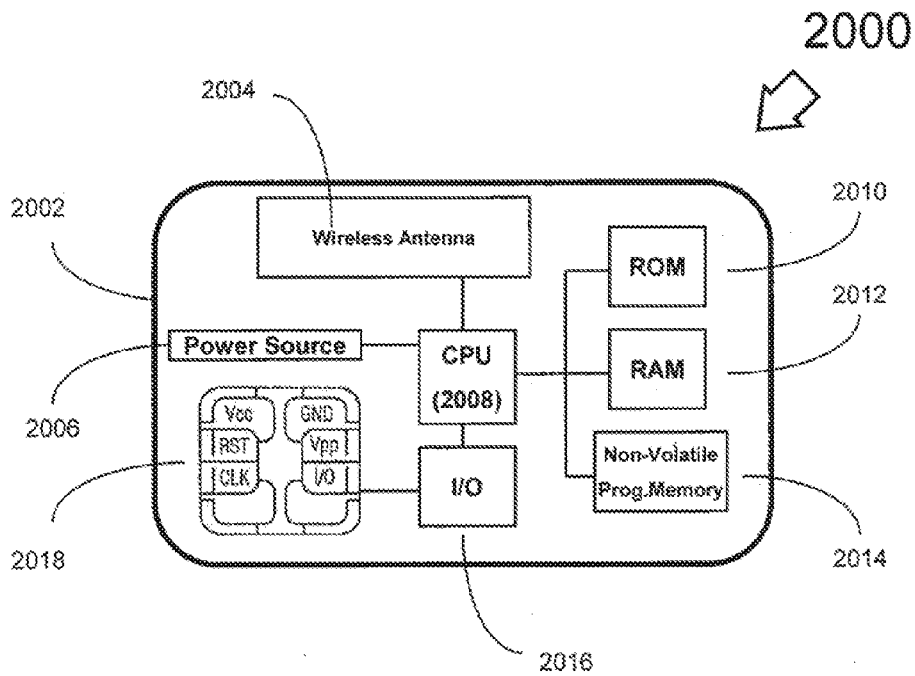 2000
2004
2002
Wireless Antenna
2010
ROM
2012
Power Source
CPU
(2008)
RAM
2006
Vcc
GND
RST
Vpp
CLK
I/O
I/O
Non-Volatile
Prog.Memory
2018
2014
2016